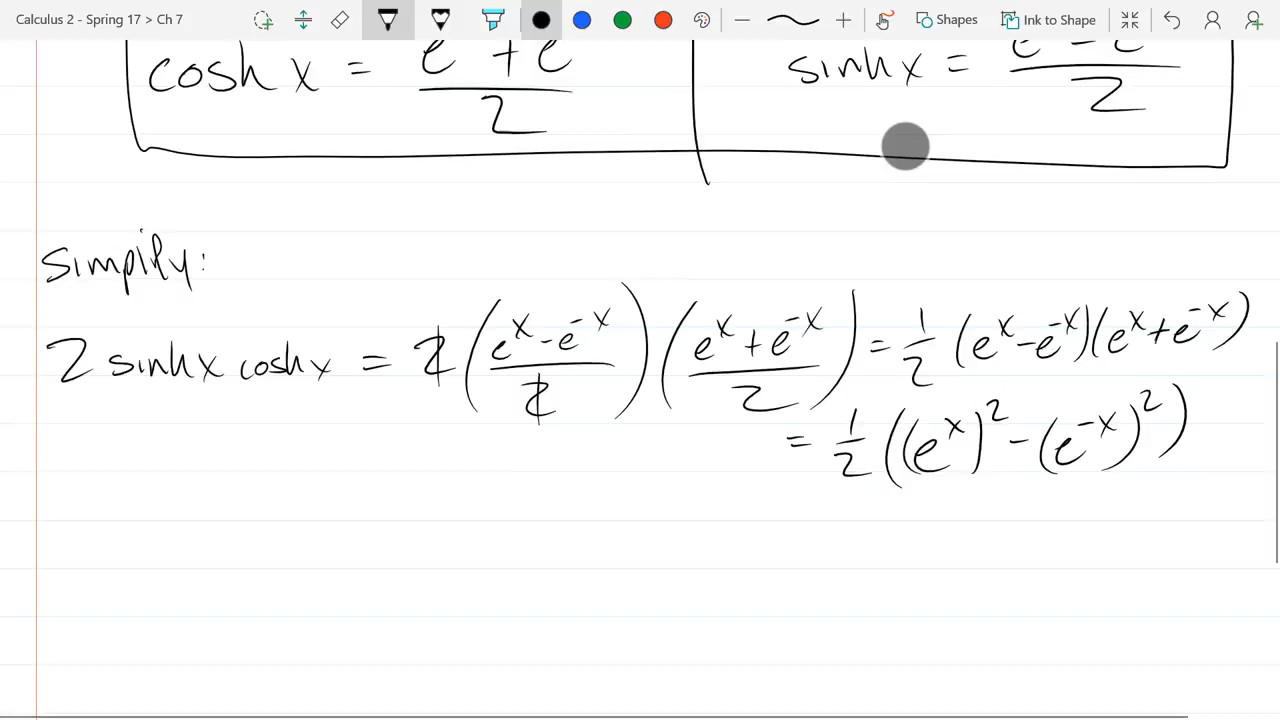 Calculus 2 - Spring 17 > Ch 7
Shapes
Ink to Shape
cosh x = e + e / 2
sinh x = e - e / 2
Simplify:
2 sinh x cosh x = 2 ((e^x - e^-x)/2) ((e^x + e^-x)/2) = 1/2 (e^x - e^-x)(e^x + e^-x)
= 1/2 ((e^x)^2 - (e^-x)^2)